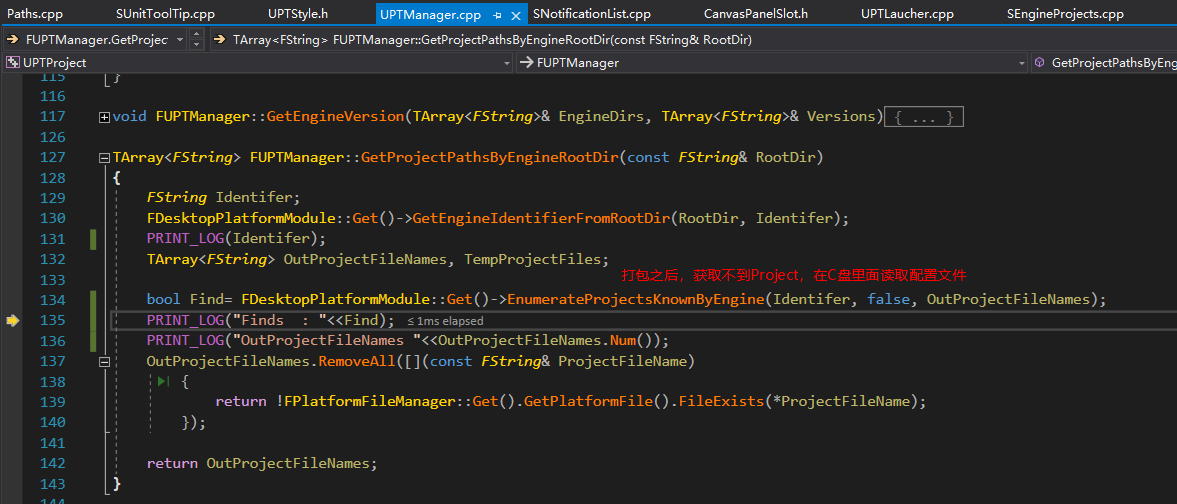 Paths.cpp SUnitToolTip.cpp UPTStyle.h UPTManager.cpp SNotificationList.cpp CanvasPanelSlot.h UPTLaucher.cpp SEngineProjects.cpp
FUPTManager.GetProjec TArray<FString> FUPTManager::GetProjectPathsByEngineRootDir(const FString& RootDir)
UPTProject FUPTManager GetProjectPathsByEng
115 }
116
117 void FUPTManager::GetEngineVersion(TArray<FString>& EngineDirs, TArray<FString>& Versions){ ... }
126
127 TArray<FString> FUPTManager::GetProjectPathsByEngineRootDir(const FString& RootDir)
128 {
129 FString Identifer;
130 FDesktopPlatformModule::Get()->GetEngineIdentifierFromRootDir(RootDir, Identifer);
131 PRINT_LOG(Identifer);
132 TArray<FString> OutProjectFileNames, TempProjectFiles;
133 打包之后，获取不到Project，在C盘里面读取配置文件
134 bool Find= FDesktopPlatformModule::Get()->EnumerateProjectsKnownByEngine(Identifer, false, OutProjectFileNames);
135 PRINT_LOG("Finds  : "<<Find); ≤ 1ms elapsed
136 PRINT_LOG("OutProjectFileNames "<<OutProjectFileNames.Num());
137 OutProjectFileNames.RemoveAll([](const FString& ProjectFileName)
138 {
139 return !FPlatformFileManager::Get().GetPlatformFile().FileExists(*ProjectFileName);
140 });
141
142 return OutProjectFileNames;
143 }
144